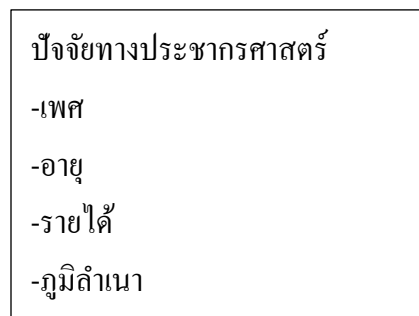 ปัจจัยทางประชากรศาสตร์
-เพศ
-อายุ
-รายได้
-ภูมิลำเนา